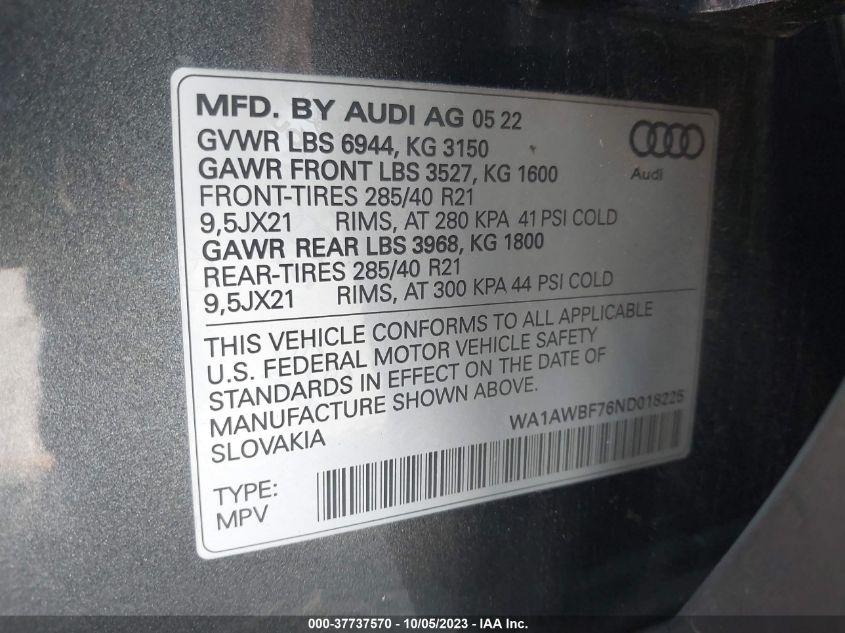 MFD. BY AUDI AG 05 22
GVWR LBS 6944, KG 3150
GAWR FRONT LBS 3527, KG 1600
FRONT-TIRES 285/40 R21
9,5JX21 RIMS, AT 280 KPA 41 PSI COLD
GAWR REAR LBS 3968, KG 1800
REAR-TIRES 285/40 R21
9,5JX21 RIMS, AT 300 KPA 44 PSI COLD
Audi
THIS VEHICLE CONFORMS TO ALL APPLICABLE
U.S. FEDERAL MOTOR VEHICLE SAFETY
STANDARDS IN EFFECT ON THE DATE OF
MANUFACTURE SHOWN ABOVE.
SLOVAKIA
WA1AWBF76ND018225
TYPE:
MPV
000-37737570 - 10/05/2023 - IAA Inc.